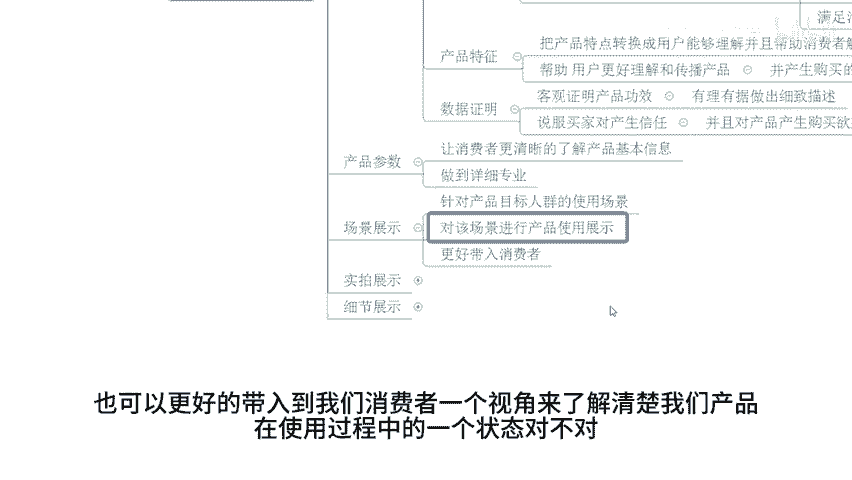 满足
产品特征
把产品特点转换成用户能够理解并且帮助消费者
帮助 用户更好理解和传播产品
并产生购买的
数据证明
客观证明产品功效
有理有据做出细致描述
说服买家对产生信任
并且对产品产生购买欲
产品参数
让消费者更清晰的了解产品基本信息
做到详细专业
场景展示
针对产品目标人群的使用场景
对该场景进行产品使用展示
更好带入消费者
实拍展示
细节展示
也可以更好的带入到我们消费者一个视角来了解清楚我们产品
在使用过程中的一个状态对不对